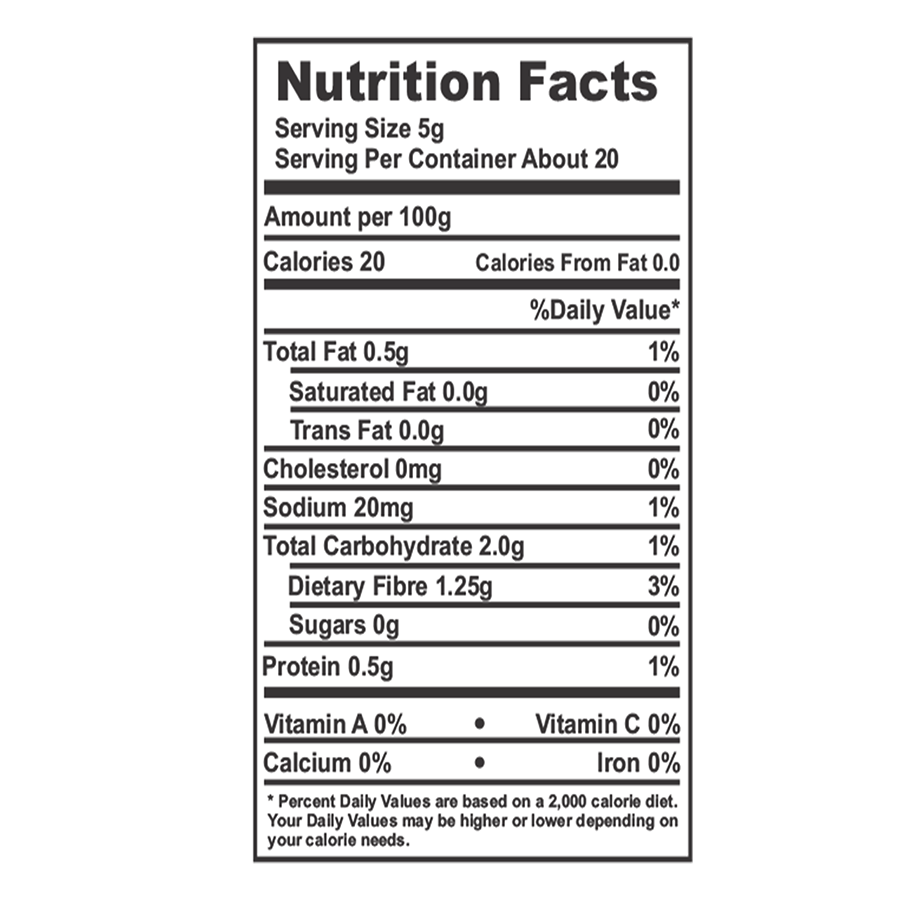 Nutrition Facts
Serving Size 5g
Serving Per Container About 20
Amount per 100g
Calories 20 Calories From Fat 0.0
%Daily Value*
Total Fat 0.5g 1%
Saturated Fat 0.0g 0%
Trans Fat 0.0g 0%
Cholesterol 0mg 0%
Sodium 20mg 1%
Total Carbohydrate 2.0g 1%
Dietary Fibre 1.25g 3%
Sugars 0g 0%
Protein 0.5g 1%
Vitamin A 0% • Vitamin C 0%
Calcium 0% • Iron 0%
* Percent Daily Values are based on a 2,000 calorie diet.
Your Daily Values may be higher or lower depending on
your calorie needs.